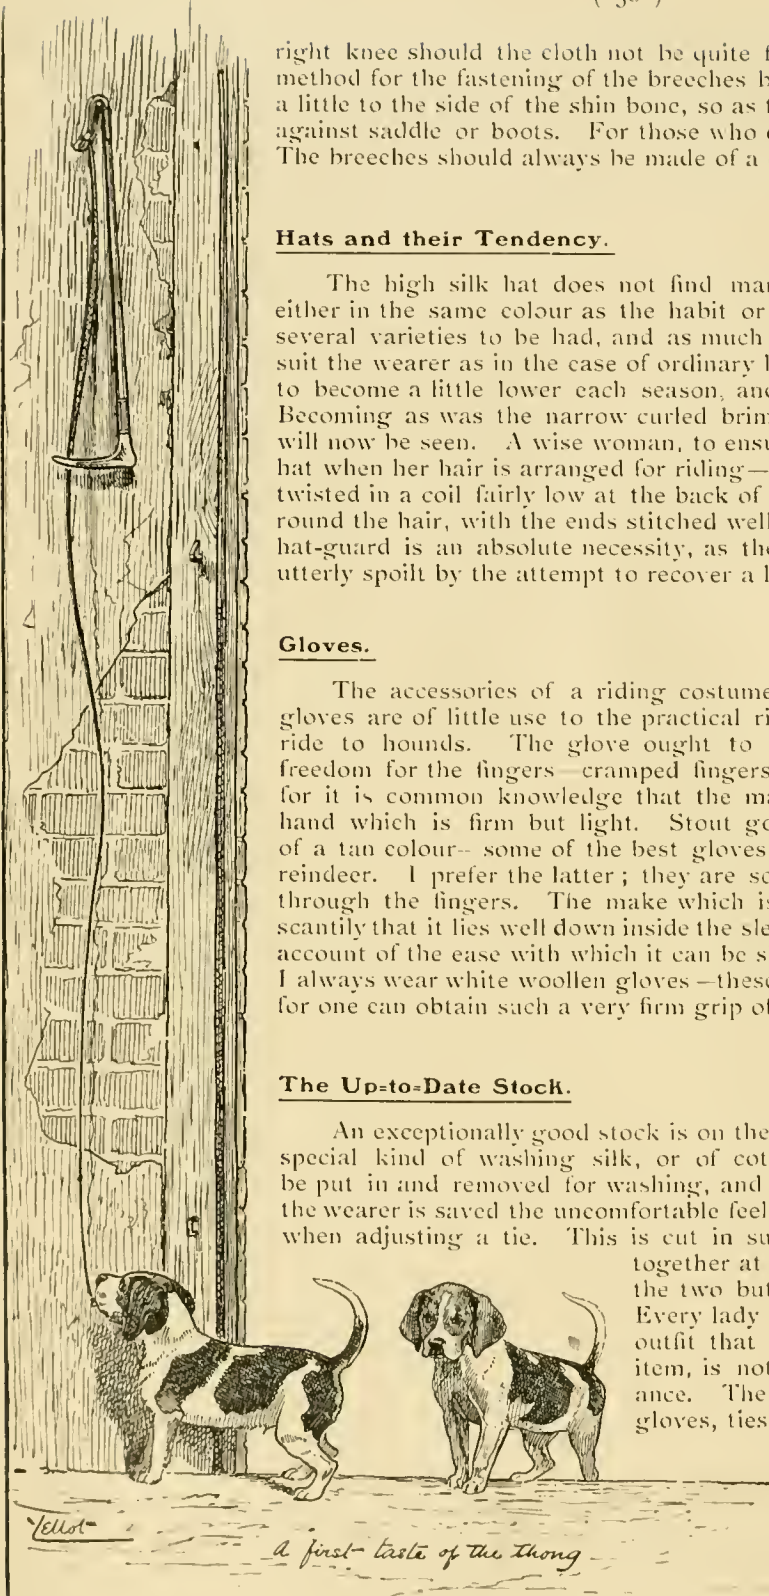 right knee should the cloth not be quite
method for the fastening of the breeches
a little to the side of the shin bone, so as
against saddle or boots. For those who
The breeches should always be made of a
Hats and their Tendency.
The high silk hat does not find
either in the same colour as the habit or
several varieties to be had, and as much
suit the wearer as in the case of ordinary
to become a little lower each season, and
Becoming as was the narrow curled brim
will now be seen. A wise woman, to
hat when her hair is arranged for riding—
twisted in a coil fairly low at the back of
round the hair, with the ends stitched well
hat-guard is an absolute necessity, as the
utterly spoilt by the attempt to recover a
Gloves.
The accessories of a riding costume
gloves are of little use to the practical
ride to hounds. The glove ought to
freedom for the fingers cramped fingers
for it is common knowledge that the
hand which is firm but light. Stout
of a tan colour-- some of the best gloves
reindeer. I prefer the latter ; they are
through the fingers. The make which is
scantily that it lies well down inside the
account of the ease with which it can be
I always wear white woollen gloves—these
for one can obtain such a very firm grip of
The Up=to=Date Stock.
An exceptionally good stock is on the
special kind of washing silk, or of
be put in and removed for washing, and
the wearer is saved the uncomfortable
when adjusting a tie. This is cut in
together at
the two
Every lady
outfit that
item, is
ance. The
gloves, ties
A first taste of the thong